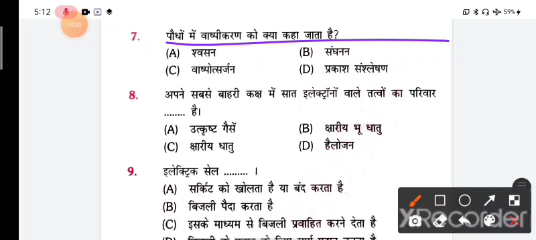 5:12
59%
7. पौधों में वाष्पीकरण को क्या कहा जाता है?
(A) श्वसन (B) संघनन
(C) वाष्पोत्सर्जन (D) प्रकाश संश्लेषण
8. अपने सबसे बाहरी कक्ष में सात इलेक्ट्रॉनों वाले तत्वों का परिवार
........ है।
(A) उत्कृष्ट गैसें (B) क्षारीय भू धातु
(C) क्षारीय धातु (D) हैलोजन
9. इलेक्ट्रिक सेल ......... ।
(A) सर्किट को खोलता है या बंद करता है
(B) बिजली पैदा करता है
(C) इसके माध्यम से बिजली प्रवाहित करने देता है
XRecorder